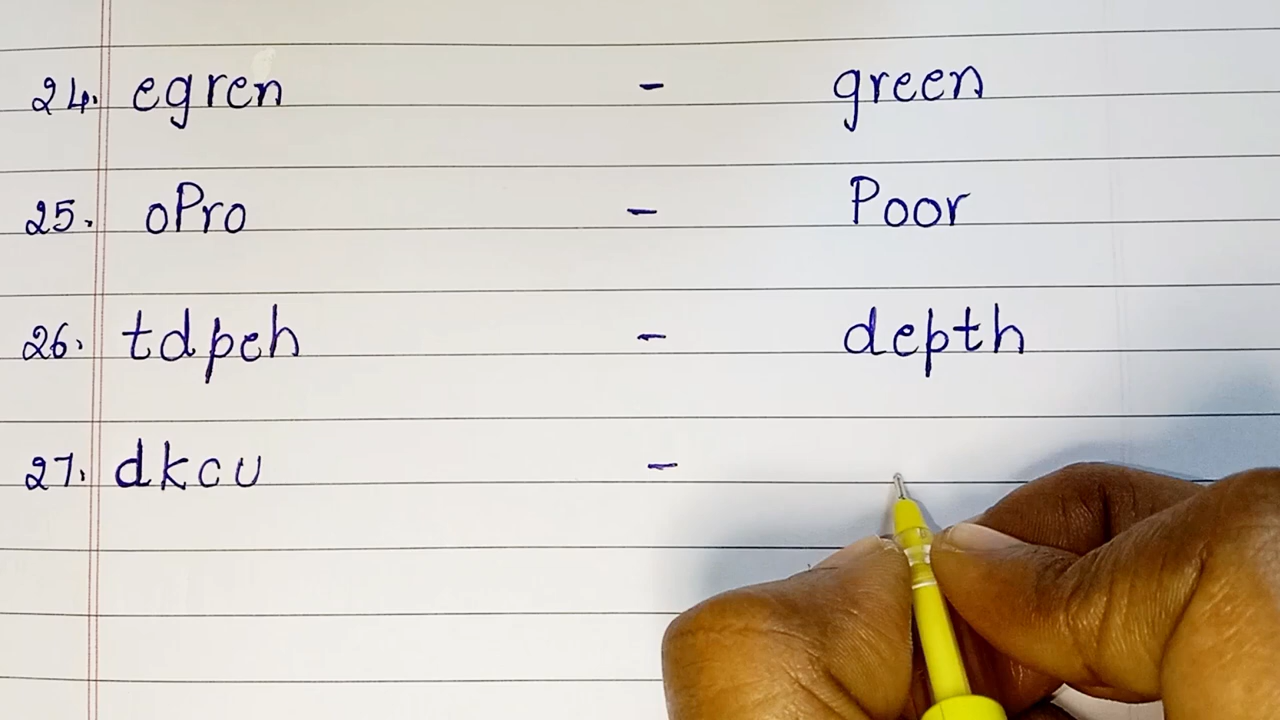 24. egren - green
25. oPro - Poor
26. tdpeh - depth
27. dkcu -